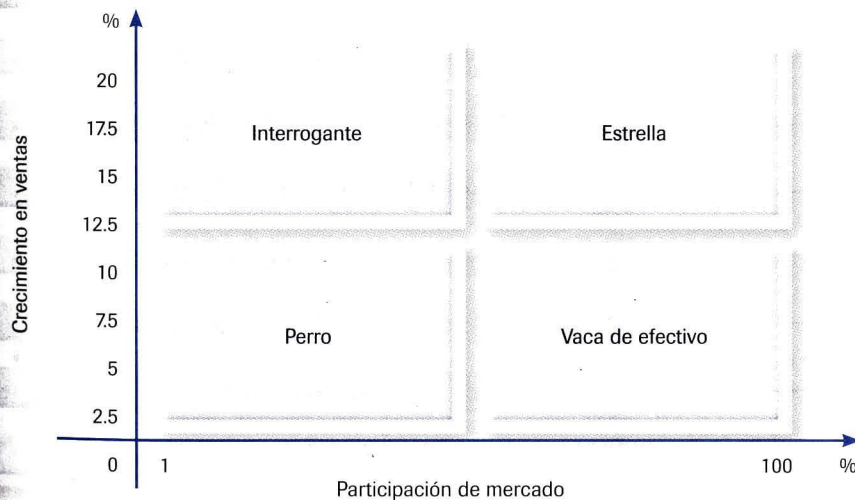 %
20
17.5
15
12.5
10
7.5
5
2.5
0
Crecimiento en ventas
Interrogante
Estrella
Perro
Vaca de efectivo
1
100
%
Participación de mercado